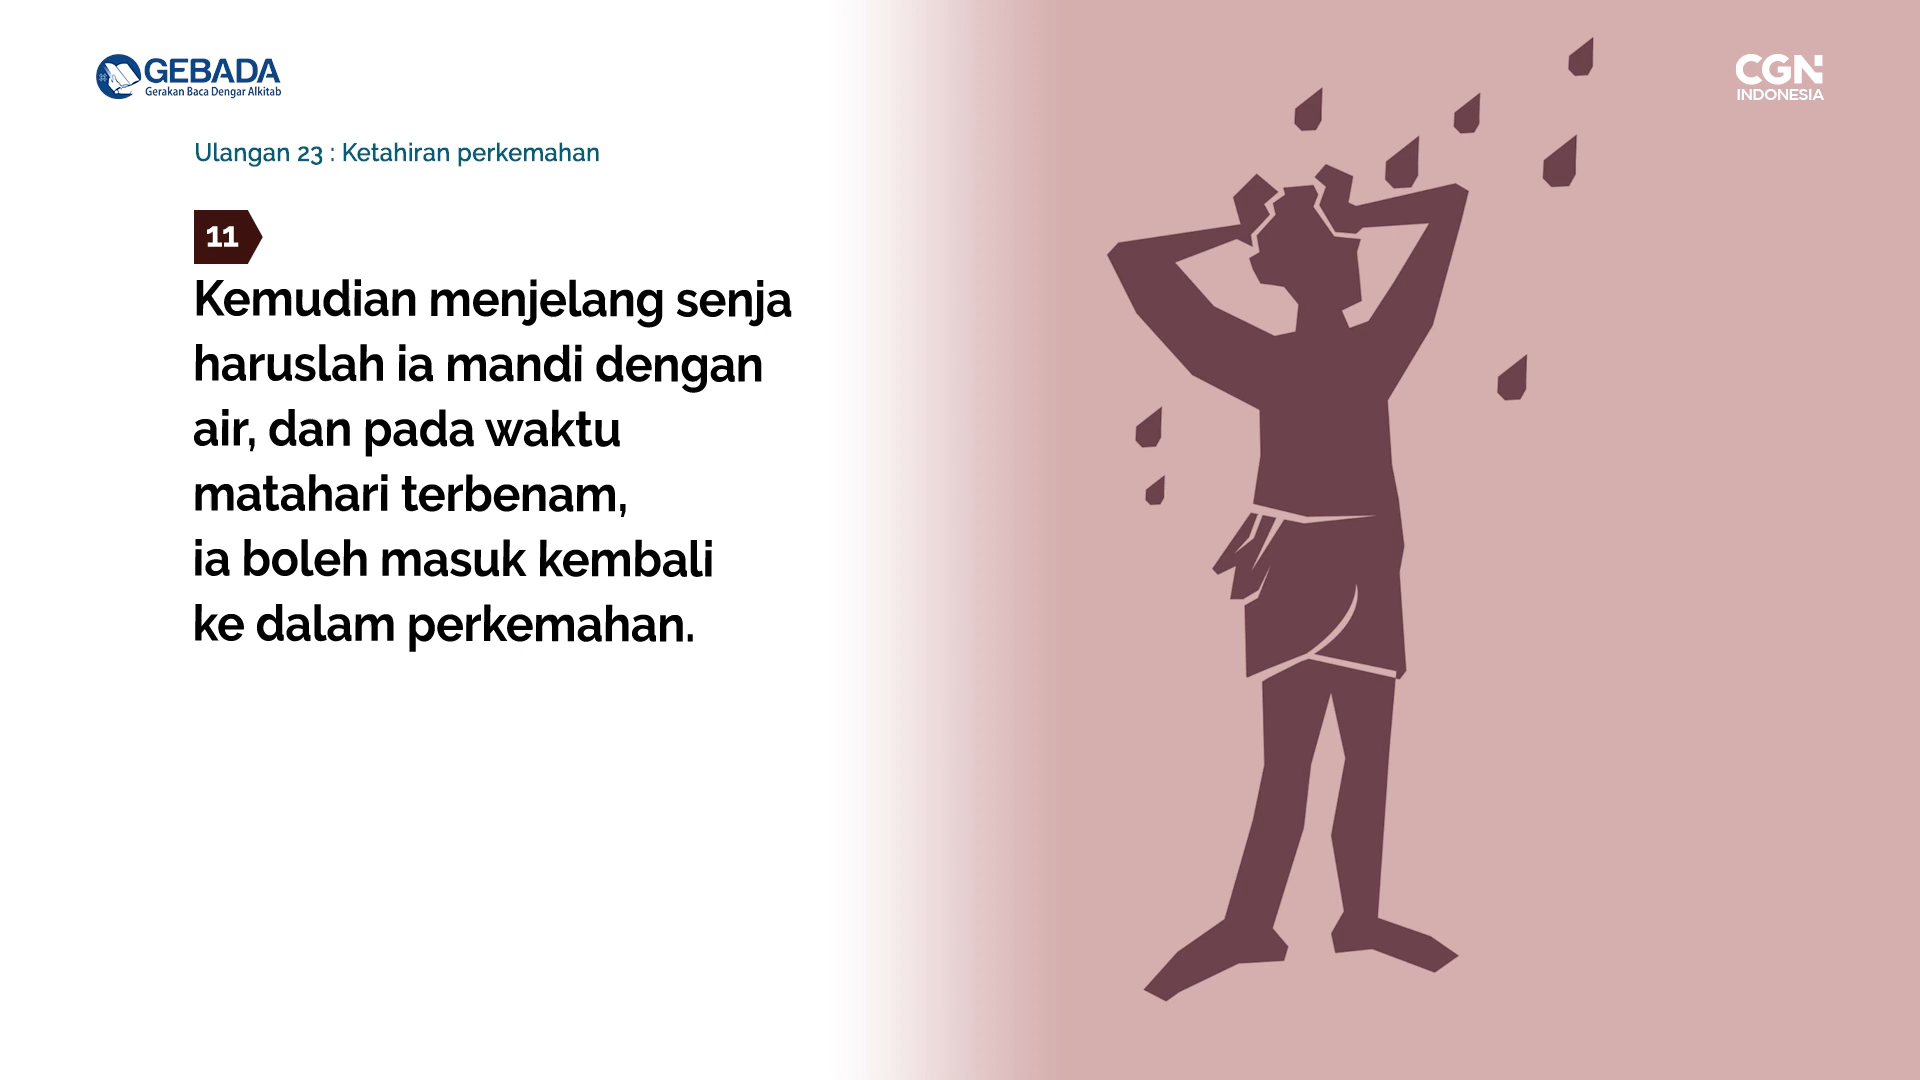 GEBADA
Gerakan Baca Dengar Alkitab
CGN
INDONESIA
Ulangan 23 : Ketahiran perkemahan
11
Kemudian menjelang senja
haruslah ia mandi dengan
air, dan pada waktu
matahari terbenam,
ia boleh masuk kembali
ke dalam perkemahan.